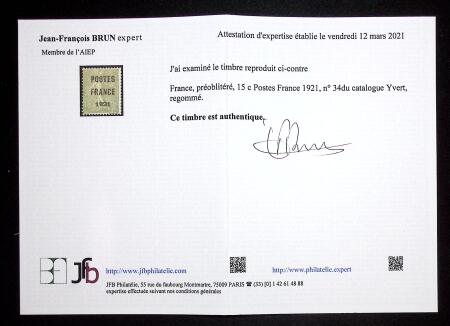 Jean-François BRUN expert
Membre de l'AIEP
Attestation d'expertise établie le vendredi 12 mars 2021
POSTES
FRANCE
1921
J'ai examiné le timbre reproduit ci-contre
France, préoblitéré, 15 c Postes France 1921, n° 34du catalogue Yvert,
regommé.
Ce timbre est authentique.
Jfb
http://www.jfbphilatelie.com
http://www.philatelie.expert
JFB Philatélie, 55 rue du faubourg Montmartre, 75009 PARIS ☎ (33) [0] 1 42 61 48 88
expertise effectuée suivant nos conditions générales